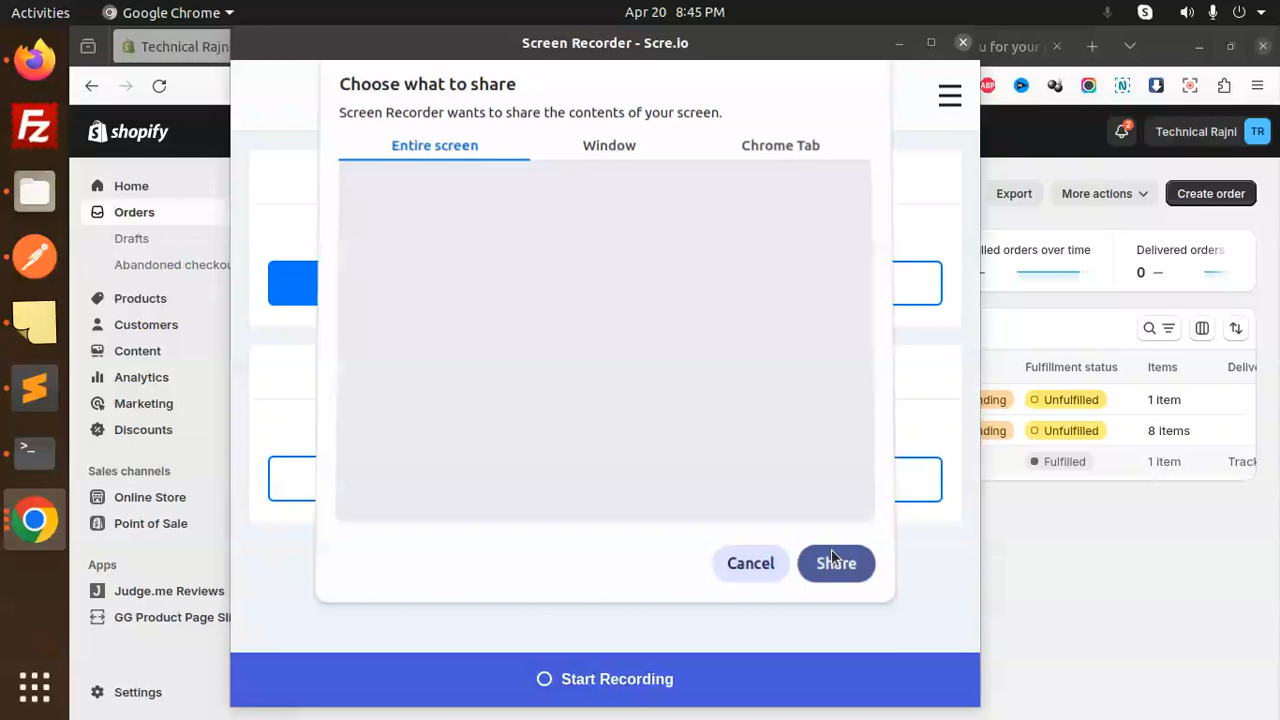 Activities
Google Chrome
Apr 20 8:45 PM
Technical Rajn
Screen Recorder - Scre.io
u for your
shopify
Technical Rajni
TR
2
Choose what to share
Screen Recorder wants to share the contents of your screen.
Entire screen
Window
Chrome Tab
Cancel
Share
Start Recording
Home
Orders
Drafts
Abandoned checkou
Products
Customers
Content
Analytics
Marketing
Discounts
Sales channels
Online Store
Point of Sale
Apps
Judge.me Reviews
GG Product Page Sli
Settings
Export
More actions
Create order
lled orders over time
Delivered orders
0 —
Fulfillment status
Items
Delive
nding
Unfulfilled
1 item
nding
Unfulfilled
8 items
Fulfilled
1 item
Track